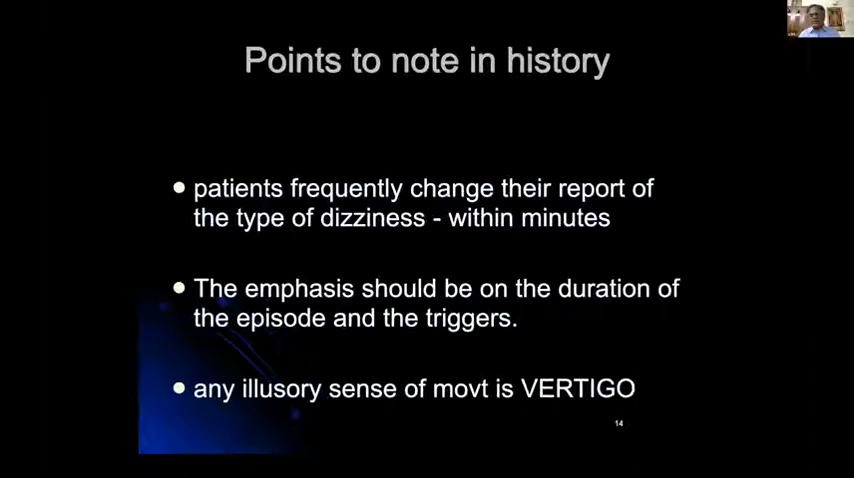 Points to note in history
patients frequently change their report of
the type of dizziness - within minutes
The emphasis should be on the duration of
the episode and the triggers.
any illusory sense of movt is VERTIGO
14